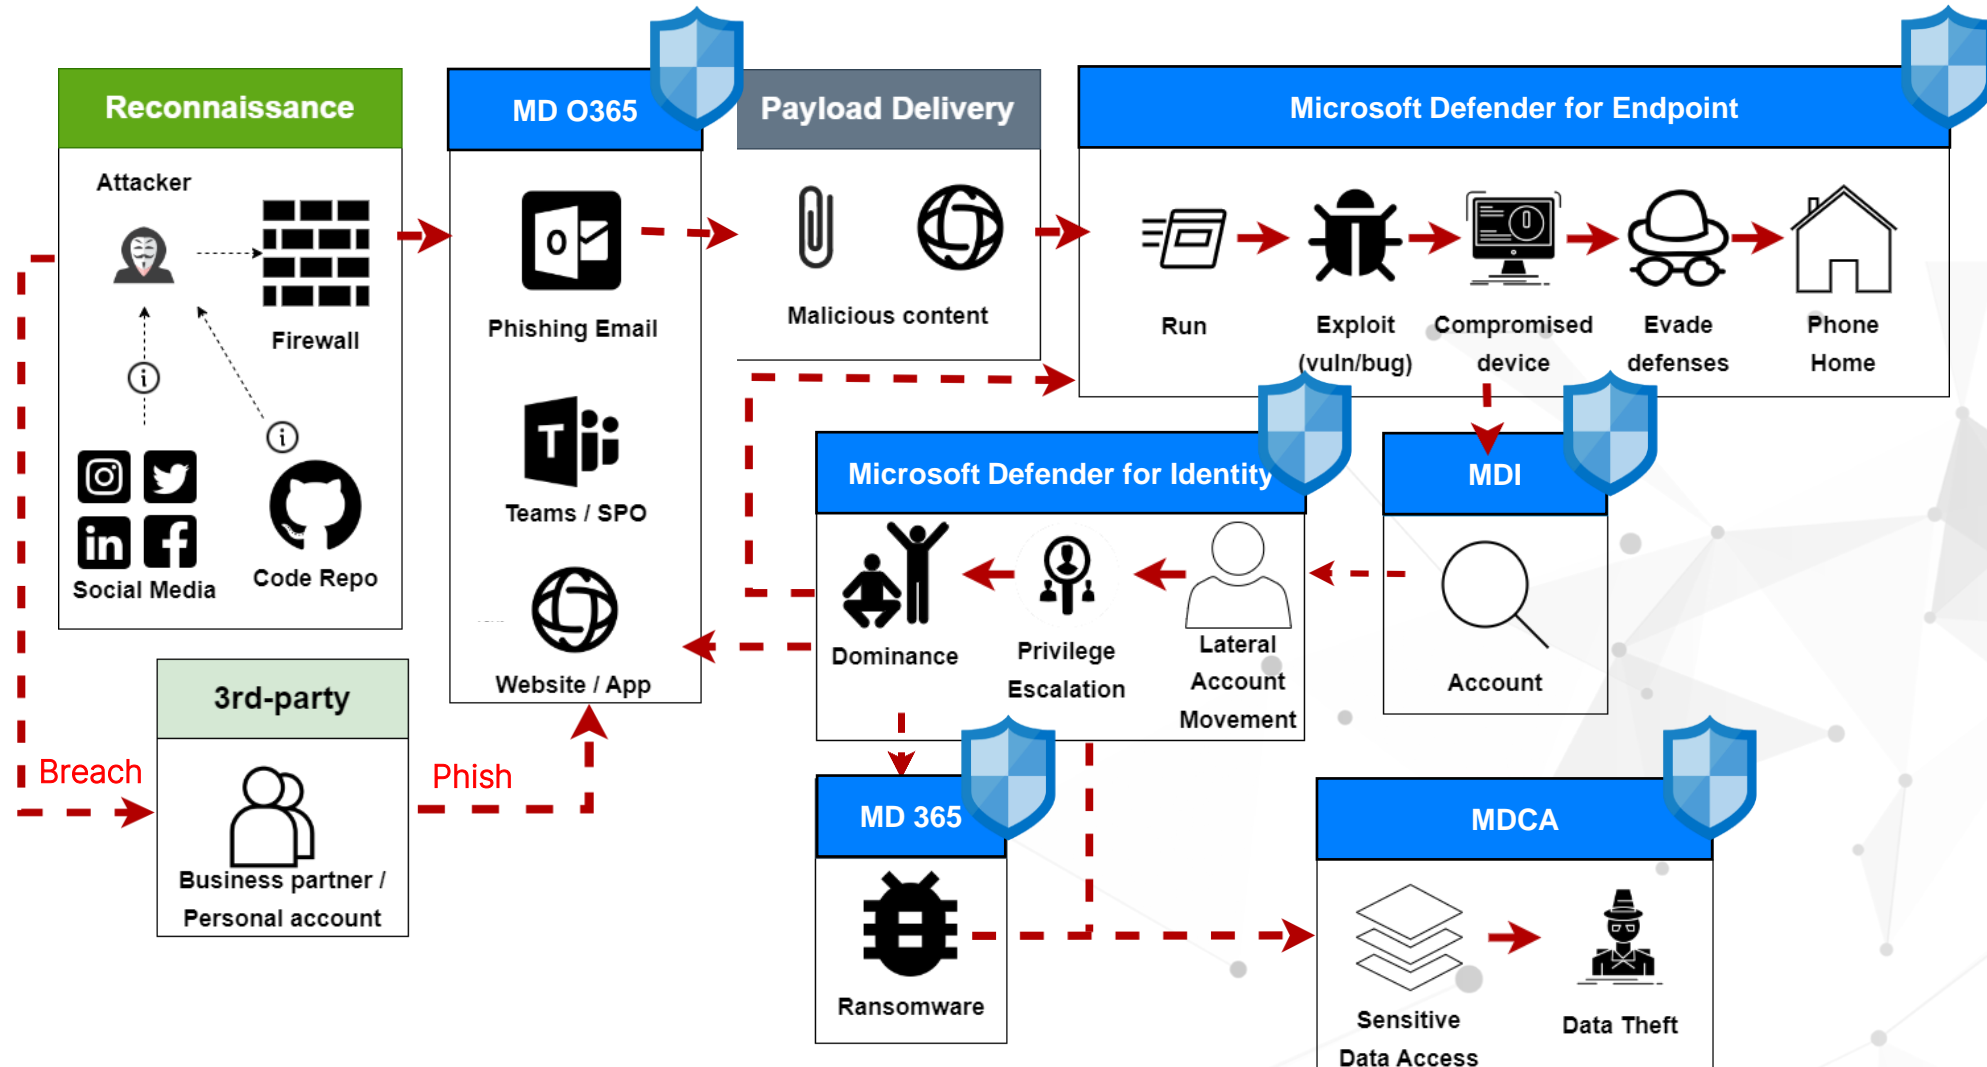 Reconnaissance
Attacker
Firewall
Social Media
Code Repo
MD O365
Phishing Email
Teams / SPO
Website / App
Payload Delivery
Malicious content
Microsoft Defender for Endpoint
Run
Exploit
(vuln/bug)
Compromised
device
Evade
defenses
Phone
Home
Microsoft Defender for Identity
Dominance
Privilege
Escalation
Lateral
Account
Movement
MDI
Account
3rd-party
Breach
Phish
Business partner /
Personal account
MD 365
Ransomware
MDCA
Sensitive
Data Access
Data Theft